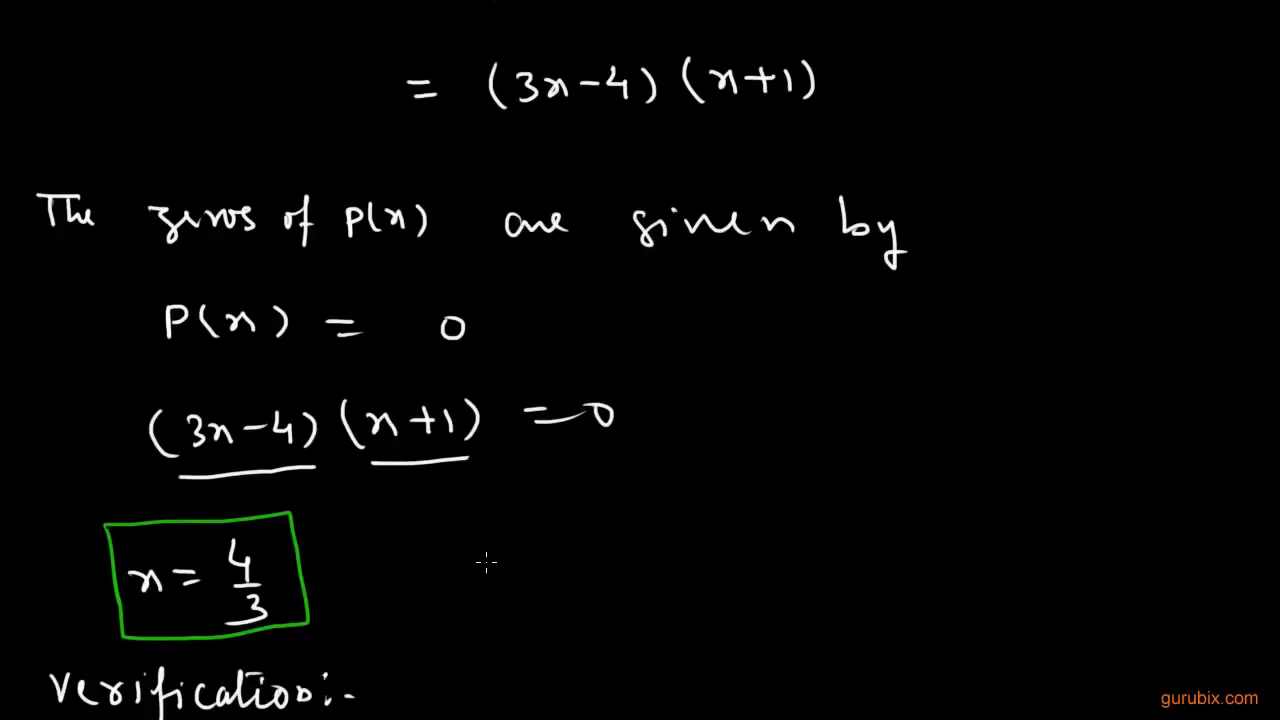 = (3x-4) (x+1)
The zeros of P(x) are given by
P(x) = 0
(3x-4) (x+1) = 0
x = 4/3
Verification:-
gurubix.com